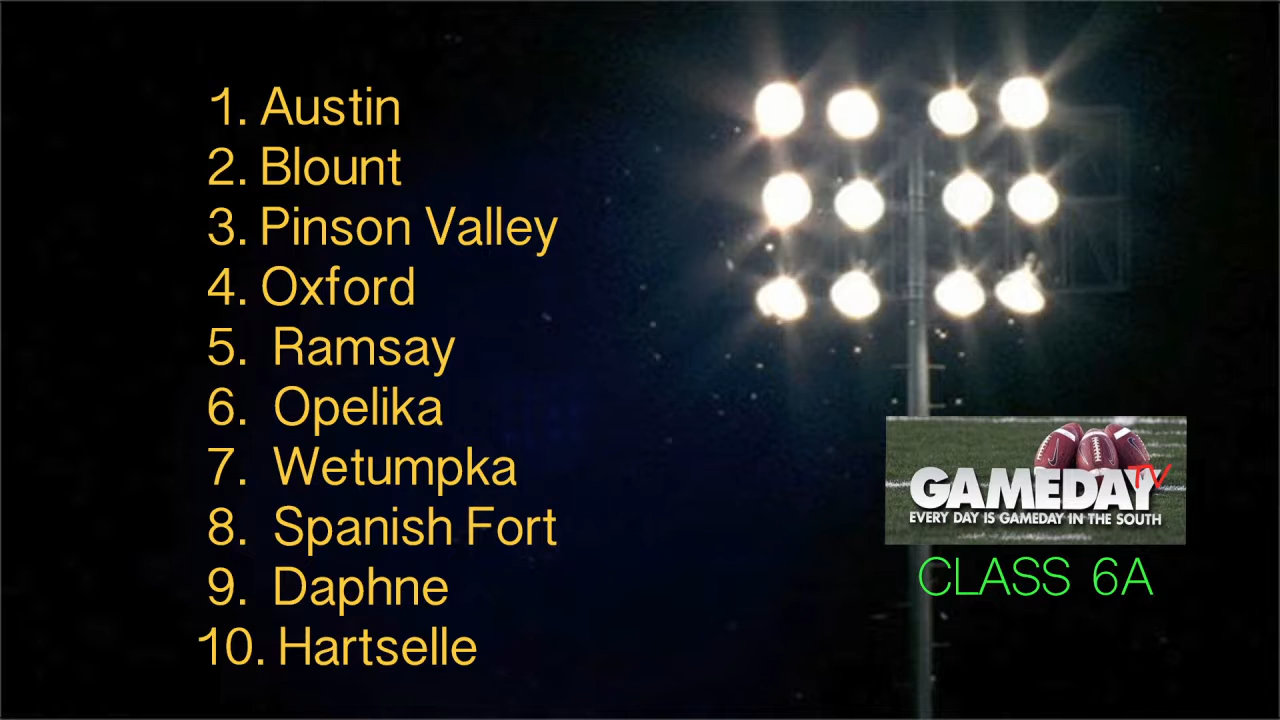 1. Austin
2. Blount
3. Pinson Valley
4. Oxford
5. Ramsay
6. Opelika
7. Wetumpka
8. Spanish Fort
9. Daphne
10. Hartselle
GAMEDAY TV
EVERY DAY IS GAMEDAY IN THE SOUTH
CLASS 6A